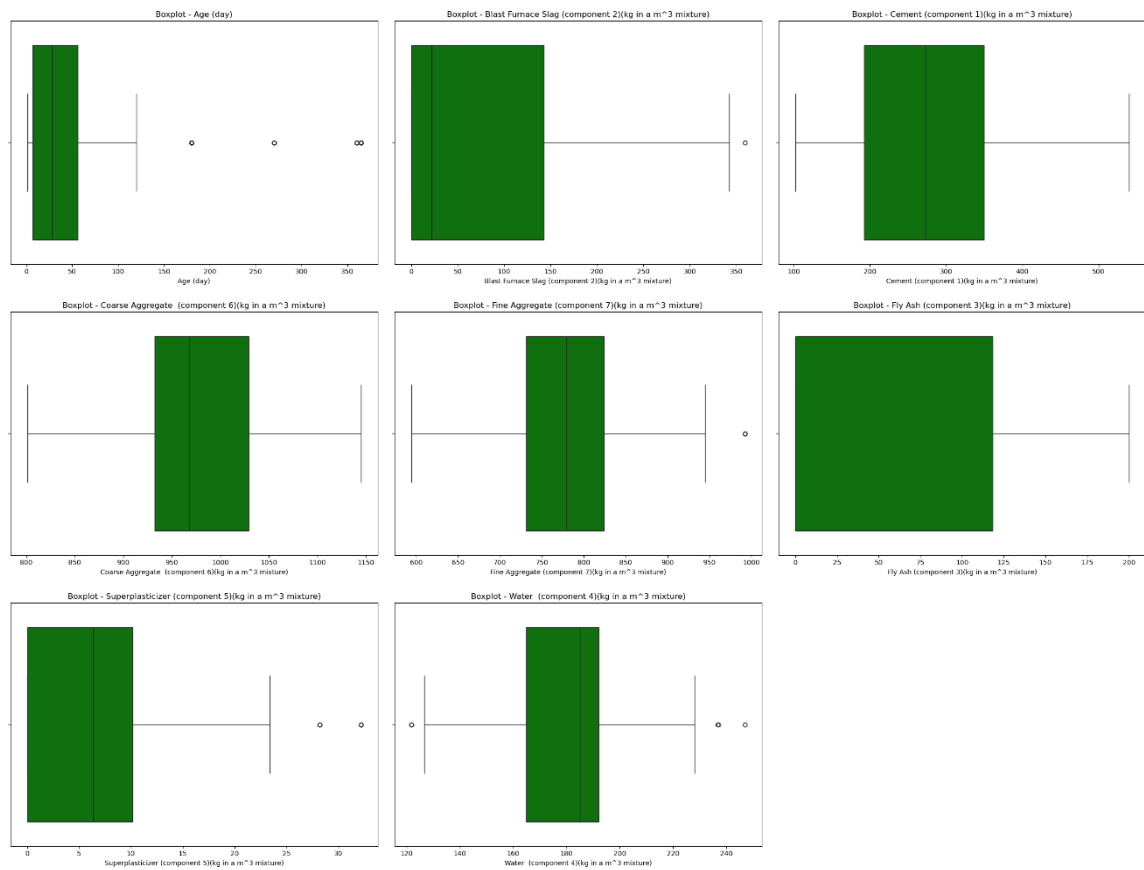 Boxplot - Age (day)
0 50 100 150 200 250 300 350
Age (day)
Boxplot - Blast Furnace Slag (component 2)(kg in a m^3 mixture)
0 50 100 150 200 250 300 350
Blast Furnace Slag (component 2)(kg in a m^3 mixture)
Boxplot - Cement (component 1)(kg in a m^3 mixture)
100 200 300 400 500
Cement (component 1)(kg in a m^3 mixture)
Boxplot - Coarse Aggregate  (component 6)(kg in a m^3 mixture)
800 850 900 950 1000 1050 1100 1150
Coarse Aggregate  (component 6)(kg in a m^3 mixture)
Boxplot - Fine Aggregate (component 7)(kg in a m^3 mixture)
600 650 700 750 800 850 900 950 1000
Fine Aggregate (component 7)(kg in a m^3 mixture)
Boxplot - Fly Ash (component 3)(kg in a m^3 mixture)
0 25 50 75 100 125 150 175 200
Fly Ash (component 3)(kg in a m^3 mixture)
Boxplot - Superplasticizer (component 5)(kg in a m^3 mixture)
0 5 10 15 20 25 30
Superplasticizer (component 5)(kg in a m^3 mixture)
Boxplot - Water  (component 4)(kg in a m^3 mixture)
120 140 160 180 200 220 240
Water  (component 4)(kg in a m^3 mixture)